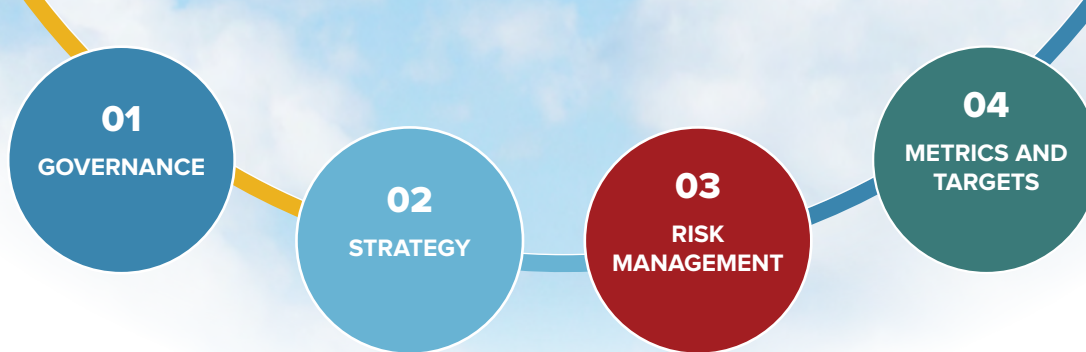 01
GOVERNANCE
02
STRATEGY
03
RISK
MANAGEMENT
04
METRICS AND
TARGETS